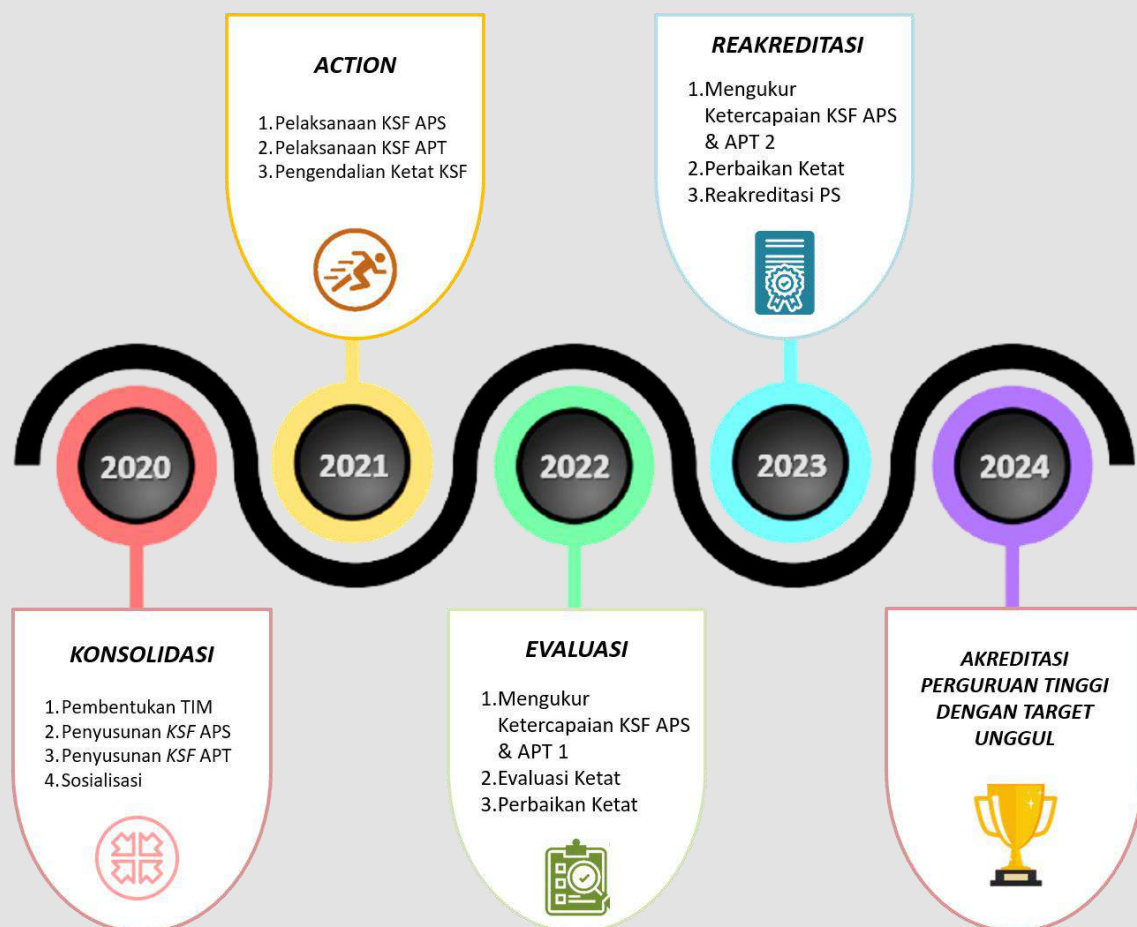 ACTION
1.Pelaksanaan KSF APS
2.Pelaksanaan KSF APT
3.Pengendalian Ketat KSF
REAKREDITASI
1.Mengukur
Ketercapaian KSF APS
& APT 2
2.Perbaikan Ketat
3.Reakreditasi PS
2020
2021
2022
2023
2024
KONSOLIDASI
1.Pembentukan TIM
2.Penyusunan KSF APS
3.Penyusunan KSF APT
4.Sosialisasi
EVALUASI
1.Mengukur
Ketercapaian KSF APS
& APT 1
2.Evaluasi Ketat
3.Perbaikan Ketat
AKREDITASI
PERGURUAN TINGGI
DENGAN TARGET
UNGGUL